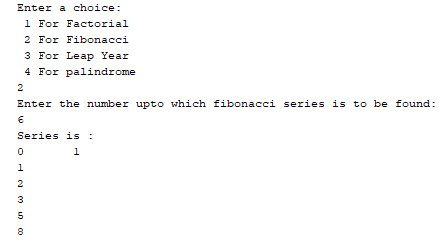 Enter a choice:
1 For Factorial
2 For Fibonacci
3 For Leap Year
4 For palindrome
2
Enter the number upto which fibonacci series is to be found:
6
Series is :
0 1
1
2
3
5
8